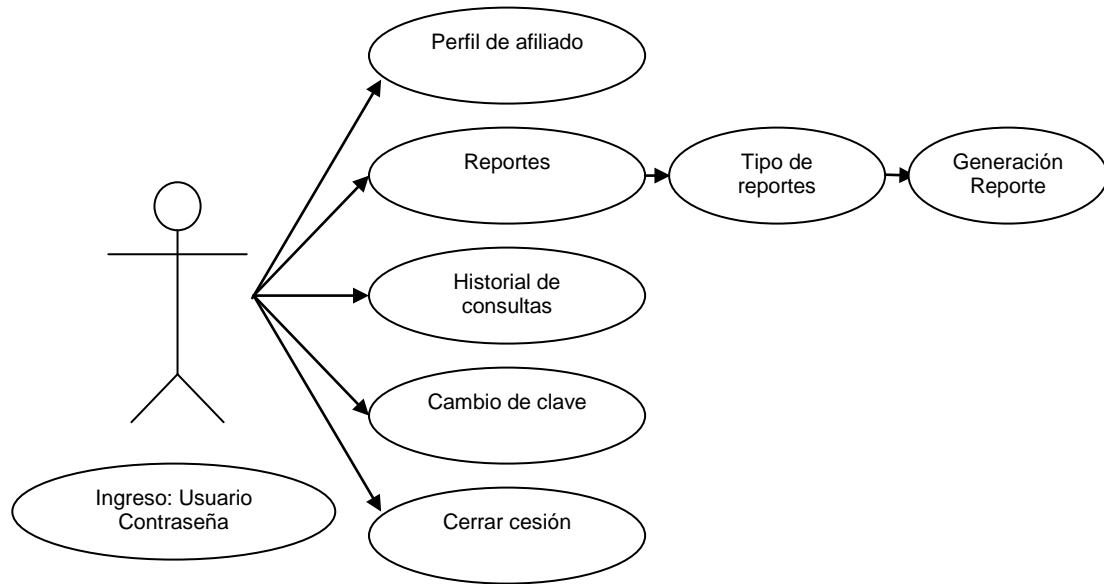 Perfil de afiliado
Reportes
Tipo de
reportes
Generación
Reporte
Historial de
consultas
Cambio de clave
Ingreso: Usuario
Contraseña
Cerrar cesión